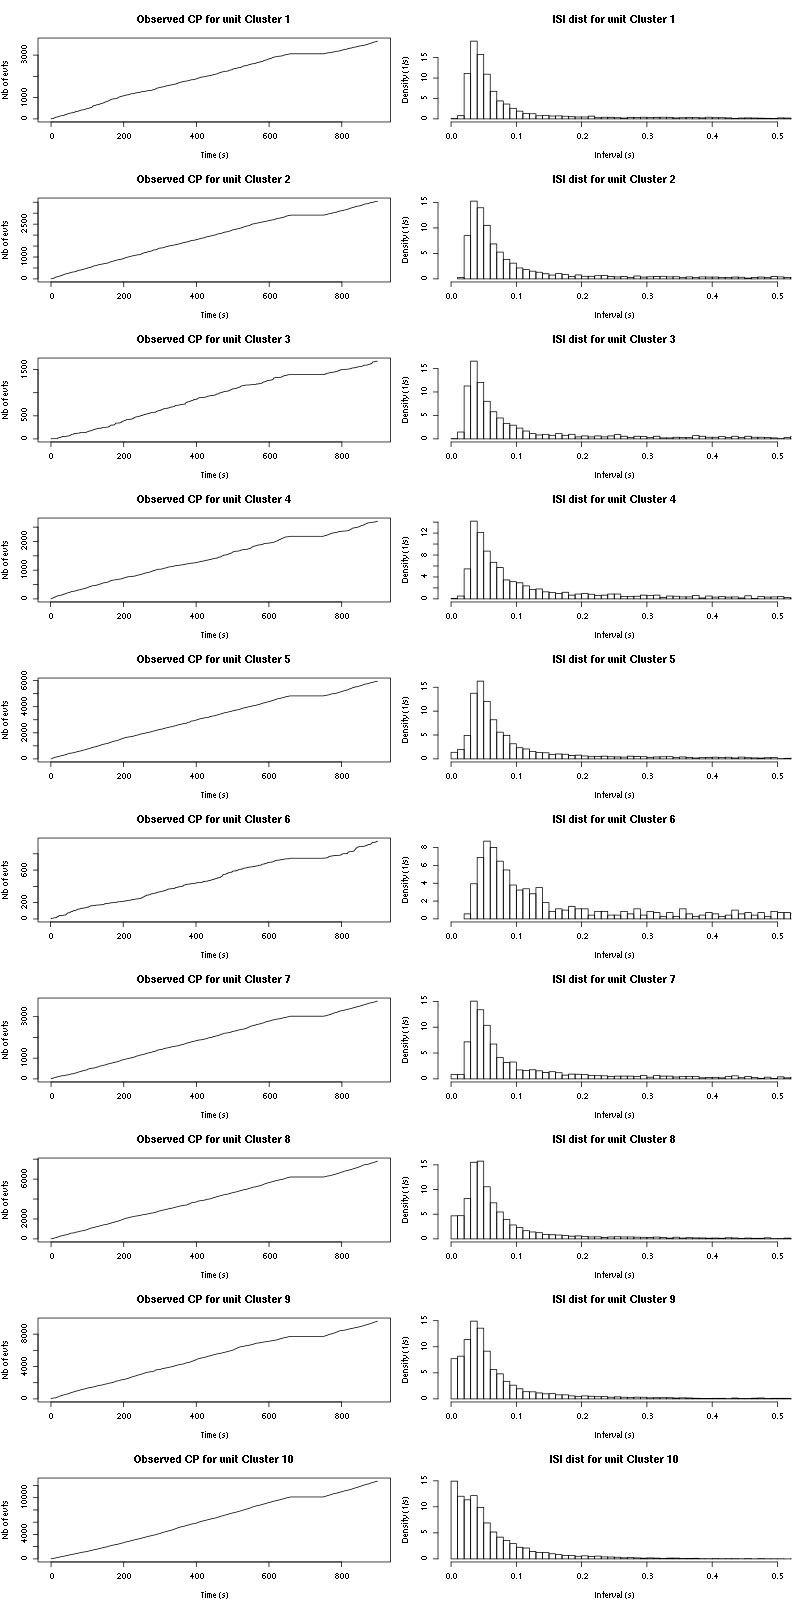 Observed CP for unit Cluster 1
Nb of evts
0 1000 3000
0 200 400 600 800
Time (s)
ISI dist for unit Cluster 1
Density (1/s)
0 5 10 15
0.0 0.1 0.2 0.3 0.4 0.5
Interval (s)
Observed CP for unit Cluster 2
Nb of evts
0 1000 2500
0 200 400 600 800
Time (s)
ISI dist for unit Cluster 2
Density (1/s)
0 5 10 15
0.0 0.1 0.2 0.3 0.4 0.5
Interval (s)
Observed CP for unit Cluster 3
Nb of evts
0 500 1500
0 200 400 600 800
Time (s)
ISI dist for unit Cluster 3
Density (1/s)
0 5 10 15
0.0 0.1 0.2 0.3 0.4 0.5
Interval (s)
Observed CP for unit Cluster 4
Nb of evts
0 1000 2000
0 200 400 600 800
Time (s)
ISI dist for unit Cluster 4
Density (1/s)
0 4 8 12
0.0 0.1 0.2 0.3 0.4 0.5
Interval (s)
Observed CP for unit Cluster 5
Nb of evts
0 2000 4000 6000
0 200 400 600 800
Time (s)
ISI dist for unit Cluster 5
Density (1/s)
0 5 10 15
0.0 0.1 0.2 0.3 0.4 0.5
Interval (s)
Observed CP for unit Cluster 6
Nb of evts
0 200 600
0 200 400 600 800
Time (s)
ISI dist for unit Cluster 6
Density (1/s)
0 2 4 6 8
0.0 0.1 0.2 0.3 0.4 0.5
Interval (s)
Observed CP for unit Cluster 7
Nb of evts
0 1000 3000
0 200 400 600 800
Time (s)
ISI dist for unit Cluster 7
Density (1/s)
0 5 10 15
0.0 0.1 0.2 0.3 0.4 0.5
Interval (s)
Observed CP for unit Cluster 8
Nb of evts
0 2000 6000
0 200 400 600 800
Time (s)
ISI dist for unit Cluster 8
Density (1/s)
0 5 10 15
0.0 0.1 0.2 0.3 0.4 0.5
Interval (s)
Observed CP for unit Cluster 9
Nb of evts
0 4000 8000
0 200 400 600 800
Time (s)
ISI dist for unit Cluster 9
Density (1/s)
0 5 10 15
0.0 0.1 0.2 0.3 0.4 0.5
Interval (s)
Observed CP for unit Cluster 10
Nb of evts
0 4000 10000
0 200 400 600 800
Time (s)
ISI dist for unit Cluster 10
Density (1/s)
0 5 10 15
0.0 0.1 0.2 0.3 0.4 0.5
Interval (s)